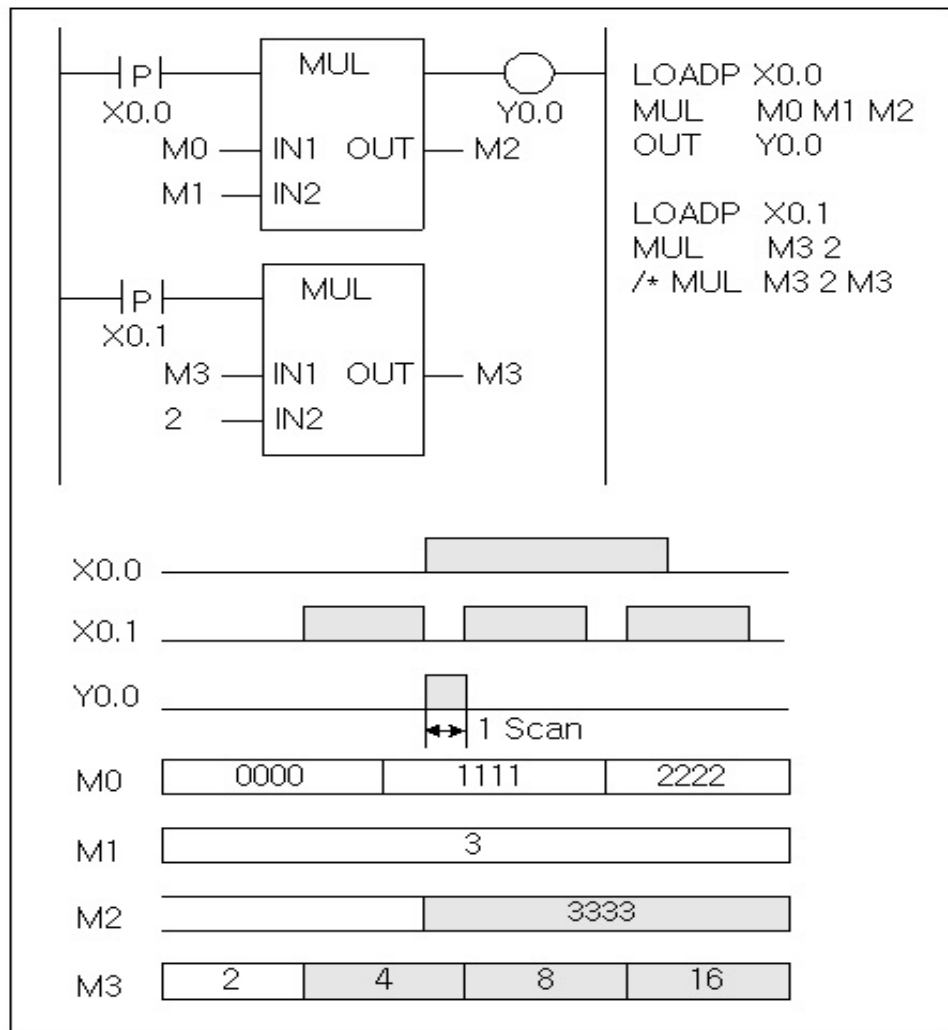 P
X0.0
MUL
Y0.0
M0 IN1 OUT M2
M1 IN2
P
X0.1
MUL
M3 IN1 OUT M3
2 IN2
LOADP X0.0
MUL M0 M1 M2
OUT Y0.0
LOADP X0.1
MUL M3 2
/* MUL M3 2 M3
X0.0
X0.1
Y0.0
1 Scan
M0 0000 1111 2222
M1 3
M2 3333
M3 2 4 8 16